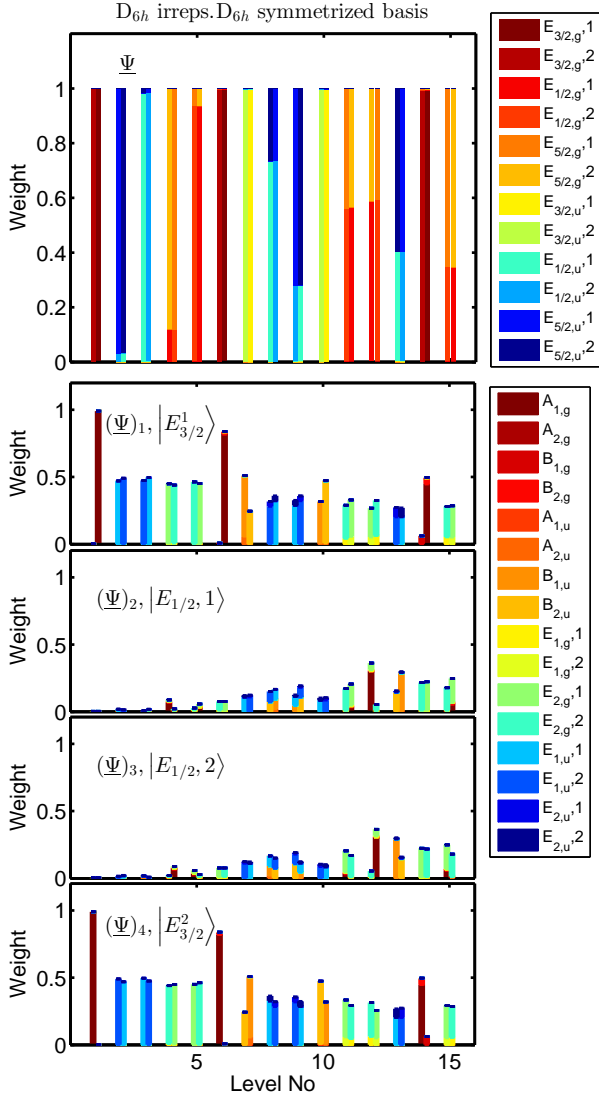 D6h irreps.D6h symmetrized basis
Ψ
Weight
1
0.8
0.6
0.4
0.2
0
E3/2,g,1
E3/2,g,2
E1/2,g,1
E1/2,g,2
E5/2,g,1
E5/2,g,2
E3/2,u,1
E3/2,u,2
E1/2,u,1
E1/2,u,2
E5/2,u,1
E5/2,u,2
(Ψ)1, |E¹3/2⟩
Weight
1
0.5
0
(Ψ)2, |E1/2, 1⟩
Weight
1
0.5
0
(Ψ)3, |E1/2, 2⟩
Weight
1
0.5
0
(Ψ)4, |E²3/2⟩
Weight
1
0.5
0
5
10
15
Level No
A1,g
A2,g
B1,g
B2,g
A1,u
A2,u
B1,u
B2,u
E1,g,1
E1,g,2
E2,g,1
E2,g,2
E1,u,1
E1,u,2
E2,u,1
E2,u,2